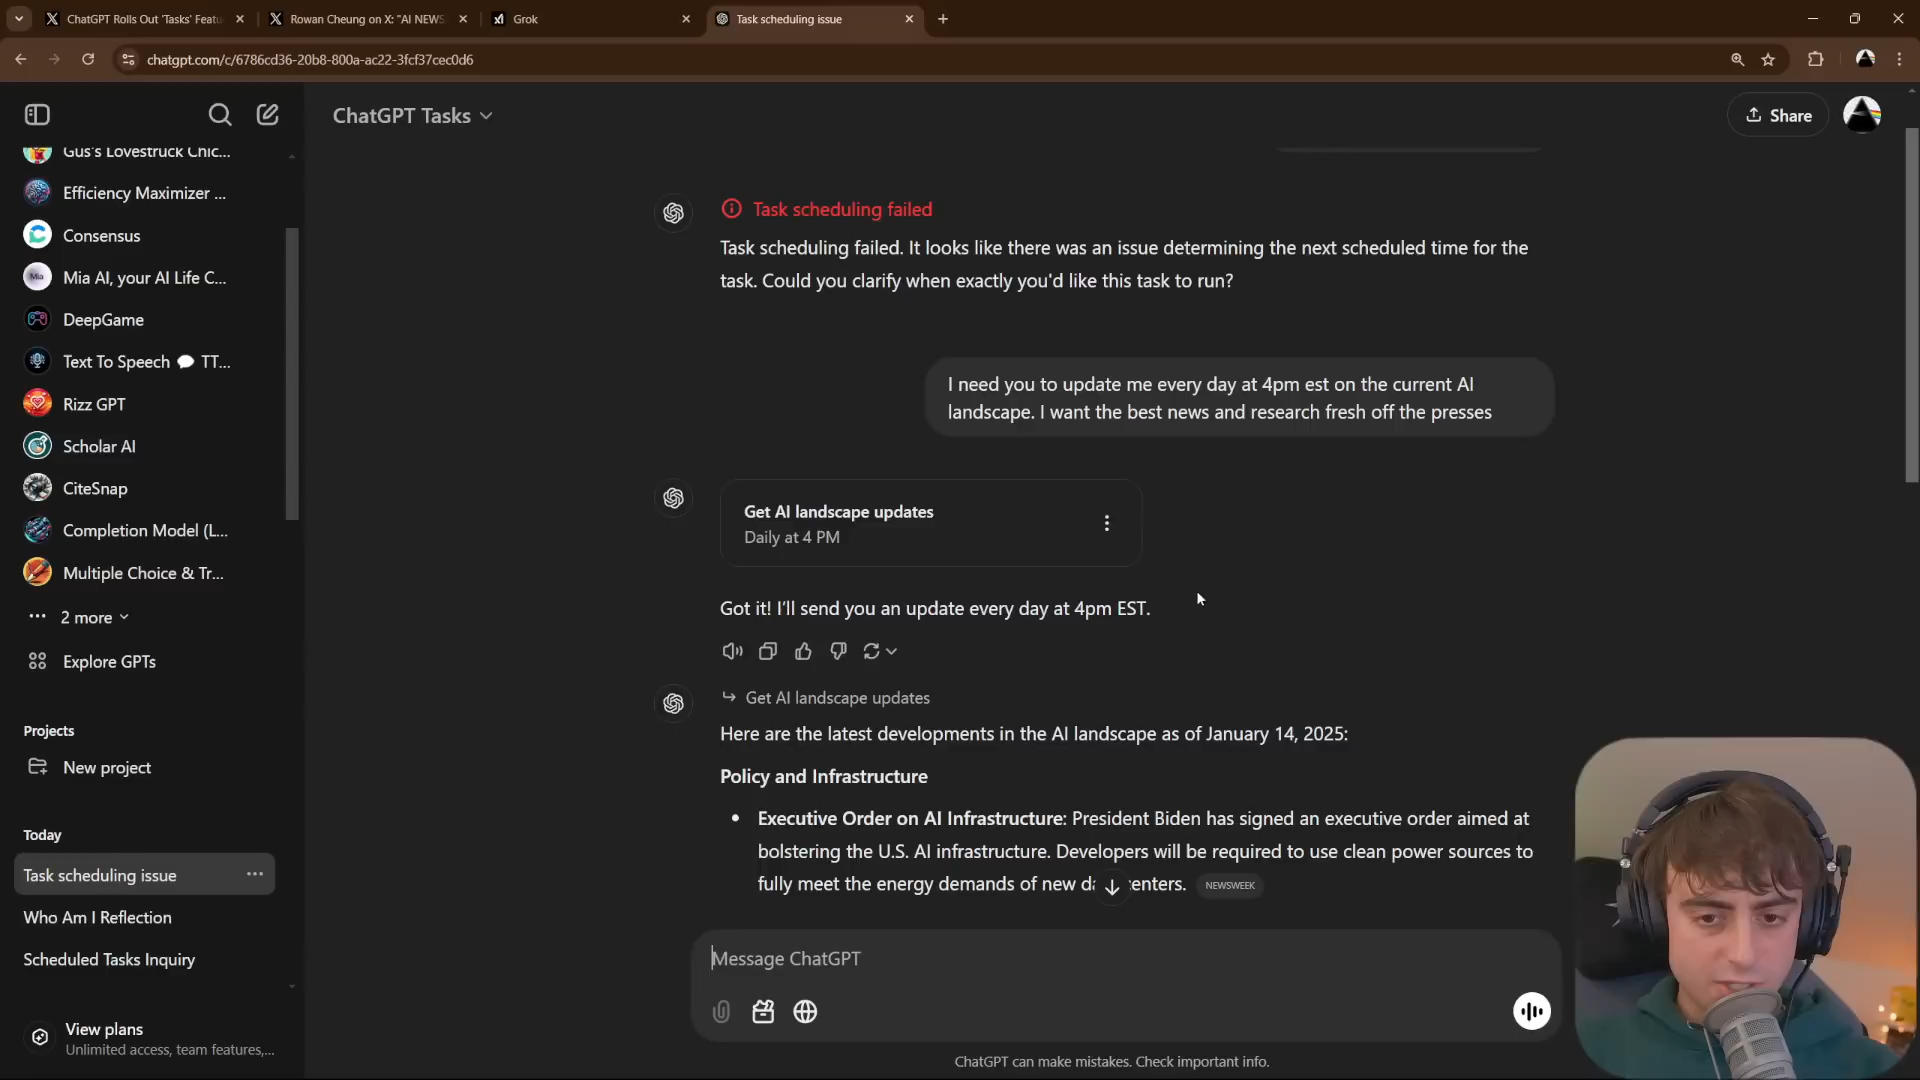 ChatGPT Rolls Out 'Tasks' Featu
Rowan Cheung on X: "AI NEWS
Grok
Task scheduling issue
chatgpt.com/c/6786cd36-20b8-800a-ac22-3fcf37cec0d6
ChatGPT Tasks
Share
Gus's Lovestruck Chic...
Efficiency Maximizer ...
Consensus
Mia AI, your AI Life C...
DeepGame
Text To Speech 💬 TT...
Rizz GPT
Scholar AI
CiteSnap
Completion Model (L...
Multiple Choice & Tr...
2 more
Explore GPTs
Projects
New project
Today
Task scheduling issue
Who Am I Reflection
Scheduled Tasks Inquiry
View plans
Unlimited access, team features,...
Task scheduling failed
Task scheduling failed. It looks like there was an issue determining the next scheduled time for the
task. Could you clarify when exactly you'd like this task to run?
I need you to update me every day at 4pm est on the current AI
landscape. I want the best news and research fresh off the presses
Get AI landscape updates
Daily at 4 PM
Got it! I'll send you an update every day at 4pm EST.
Get AI landscape updates
Here are the latest developments in the AI landscape as of January 14, 2025:
Policy and Infrastructure
• Executive Order on AI Infrastructure: President Biden has signed an executive order aimed at
bolstering the U.S. AI infrastructure. Developers will be required to use clean power sources to
fully meet the energy demands of new da centers. NEWSWEEK
Message ChatGPT
ChatGPT can make mistakes. Check important info.